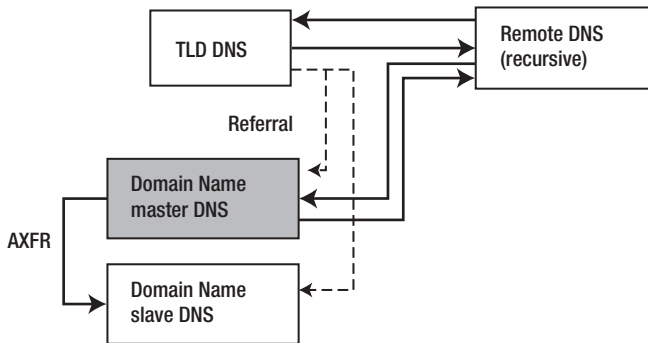 TLD DNS
Remote DNS
(recursive)
Referral
Domain Name
master DNS
AXFR
Domain Name
slave DNS